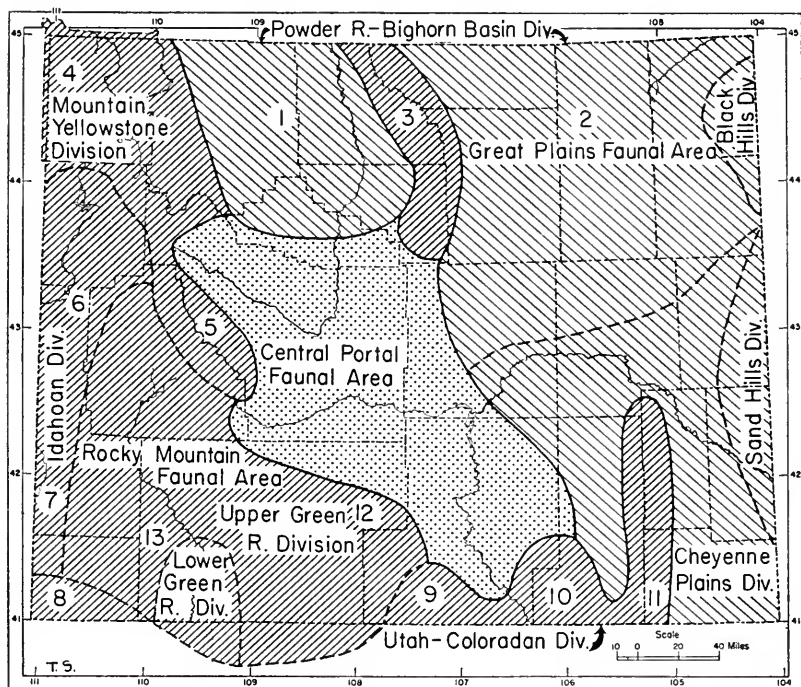 111 110 109 106 105 104
Powder R.-Bighorn Basin Div.
45 45
4
Mountain
Yellowstone
Division
1
3
2
Great Plains Faunal Area
Black
Hills Div.
44 44
6
5
43 43
Idahoan Div.
Central Portal
Faunal Area
Sand Hills Div.
Rocky Mountain
Faunal Area
42 42
7
Upper Green 12
R. Division
13
Lower
Green
R. Div.
Cheyenne
Plains Div.
8
9
10
11
41 41
Utah-Coloradan Div.
Scale
10 0 20 40 Miles
T.S.
111 110 109 108 107 106 105 104